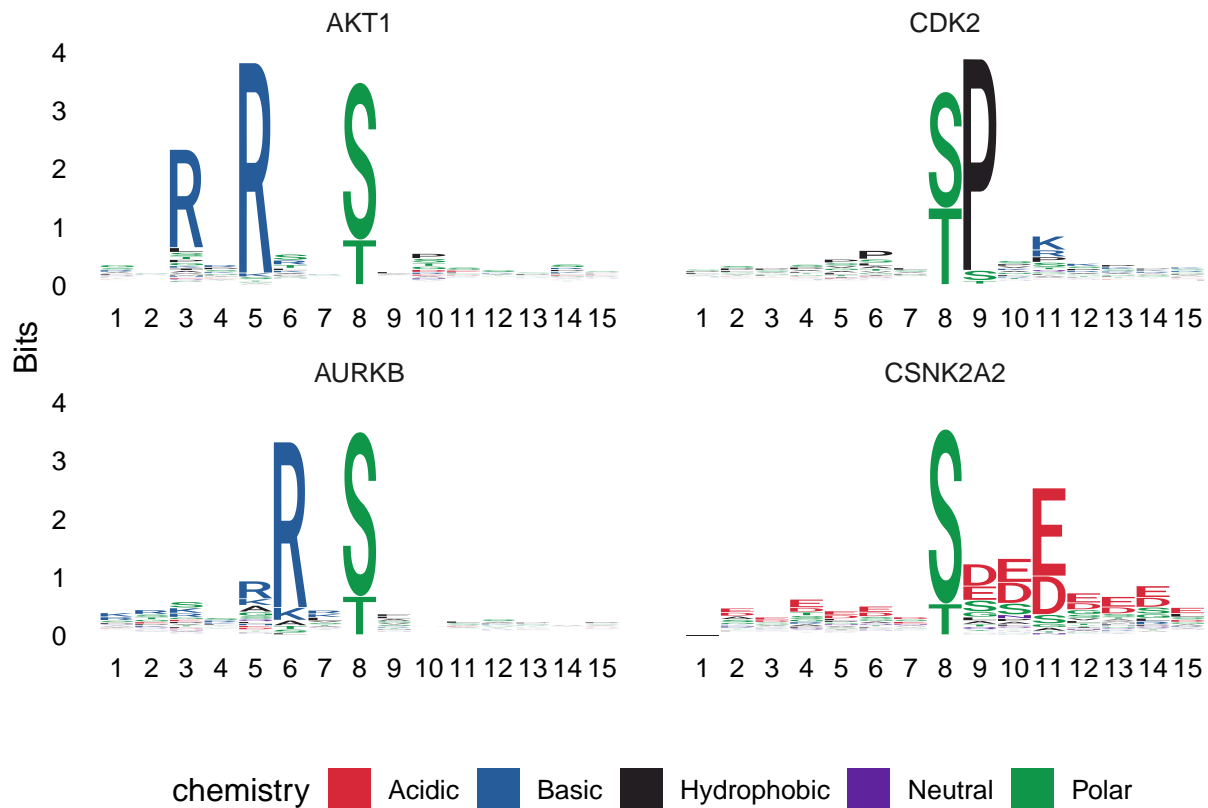 AKT1 CDK2
4
3
2
1
0
R R S T
S T P S P K
1 2 3 4 5 6 7 8 9 10 11 12 13 14 15 1 2 3 4 5 6 7 8 9 10 11 12 13 14 15
Bits
AURKB CSNK2A2
4
3
2
1
0
R R K S T
S T D E E D E D
1 2 3 4 5 6 7 8 9 10 11 12 13 14 15 1 2 3 4 5 6 7 8 9 10 11 12 13 14 15
chemistry Acidic Basic Hydrophobic Neutral Polar